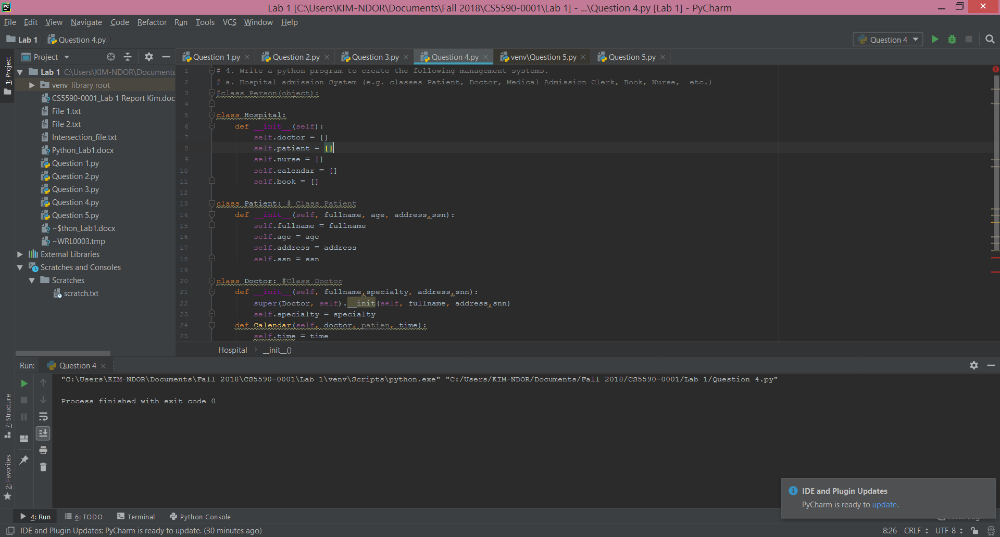 Lab 1 [C:\Users\KIM-NDOR\Documents\Fall 2018\CS5590-0001\Lab 1] - ...\Question 4.py [Lab 1] - PyCharm
File Edit View Navigate Code Refactor Run Tools VCS Window Help
Lab 1 Question 4.py Question 4
1: Project
Project
Question 1.py Question 2.py Question 3.py Question 4.py venv\Question 5.py Question 5.py
Lab 1 C:\Users\KIM-NDOR\Documents
venv library root
CS5590-0001_Lab 1 Report Kim.doc
File 1.txt
File 2.txt
Intersection_file.txt
Python_Lab1.docx
Question 1.py
Question 2.py
Question 3.py
Question 4.py
Question 5.py
~$thon_Lab1.docx
~WRL0003.tmp
External Libraries
Scratches and Consoles
Scratches
scratch.txt
1 # 4. Write a python program to create the following management systems.
2 # a. Hospital admission System (e.g. classes Patient, Doctor, Medical Admission Clerk, Book, Nurse,  etc.)
3 #class Person(object):
4
5 class Hospital:
6     def __init__(self):
7         self.doctor = []
8         self.patient = []
9         self.nurse = []
10         self.calendar = []
11         self.book = []
12
13 class Patient: # Class Patient
14     def __init__(self, fullname, age, address,ssn):
15         self.fullname = fullname
16         self.age = age
17         self.address = address
18         self.ssn = ssn
19
20 class Doctor: #Class Doctor
21     def __init__(self, fullname,specialty, address,snn):
22         super(Doctor, self).__init(self, fullname, address,snn)
23         self.specialty = specialty
24     def Calendar(self, doctor, patien, time):
25         self.time = time
Hospital __init__()
Run: Question 4
"C:\Users\KIM-NDOR\Documents\Fall 2018\CS5590-0001\Lab 1\venv\Scripts\python.exe" "C:/Users/KIM-NDOR/Documents/Fall 2018/CS5590-0001/Lab 1/Question 4.py"
Process finished with exit code 0
7: Structure
2: Favorites
IDE and Plugin Updates
PyCharm is ready to update.
4: Run 6: TODO Terminal Python Console Event Log
IDE and Plugin Updates: PyCharm is ready to update. (30 minutes ago) 8:26 CRLF UTF-8